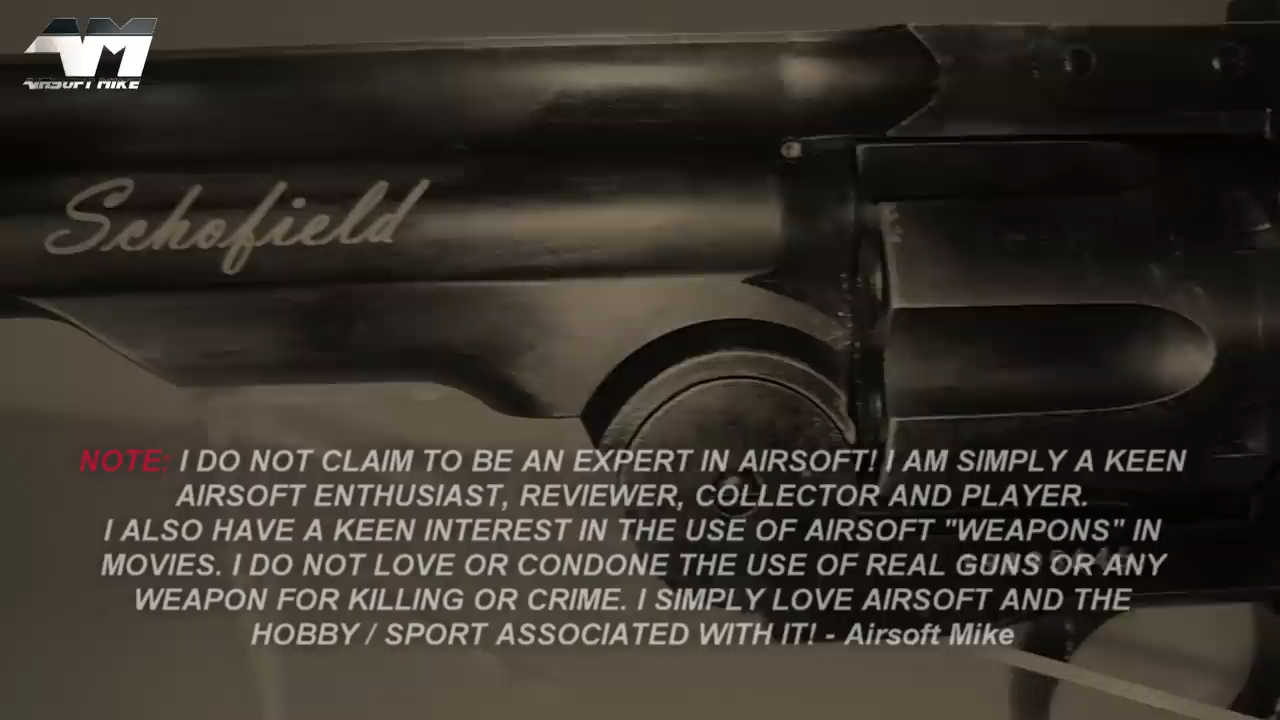 AM
AIRSOFT MIKE
Schofield
NOTE: I DO NOT CLAIM TO BE AN EXPERT IN AIRSOFT! I AM SIMPLY A KEEN
AIRSOFT ENTHUSIAST, REVIEWER, COLLECTOR AND PLAYER.
I ALSO HAVE A KEEN INTEREST IN THE USE OF AIRSOFT "WEAPONS" IN
MOVIES. I DO NOT LOVE OR CONDONE THE USE OF REAL GUNS OR ANY
WEAPON FOR KILLING OR CRIME. I SIMPLY LOVE AIRSOFT AND THE
HOBBY / SPORT ASSOCIATED WITH IT! - Airsoft Mike